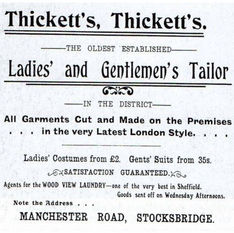 Thickett's, Thickett's.
THE OLDEST ESTABLISHED
Ladies' and Gentlemen's Tailor
IN THE DISTRICT
All Garments Cut and Made on the Premises
. . . . in the very Latest London Style. . . . .
Ladies' Costumes from £2. Gents' Suits from 35s.
SATISFACTION GUARANTEED.
Agents for the WOOD VIEW LAUNDRY—one of the very best in Sheffield.
Goods sent off on Wednesday Afternoons.
Note the Address . . .
MANCHESTER ROAD, STOCKSBRIDGE.